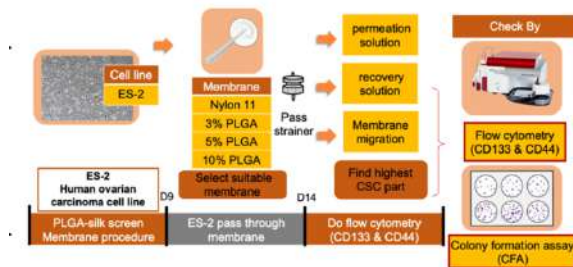 Cell line
ES-2
ES-2
Human ovarian
carcinoma cell line
Membrane
Nylon 11
3% PLGA
5% PLGA
10% PLGA
Select suitable
membrane
Pass
strainer
permeation
solution
recovery
solution
Membrane
migration
Find highest
CSC part
Check By
Flow cytometry
(CD133 & CD44)
Colony formation assay
(CFA)
D9
D14
PLGA-silk screen
Membrane procedure
ES-2 pass through
membrane
Do flow cytometry
(CD133 & CD44)